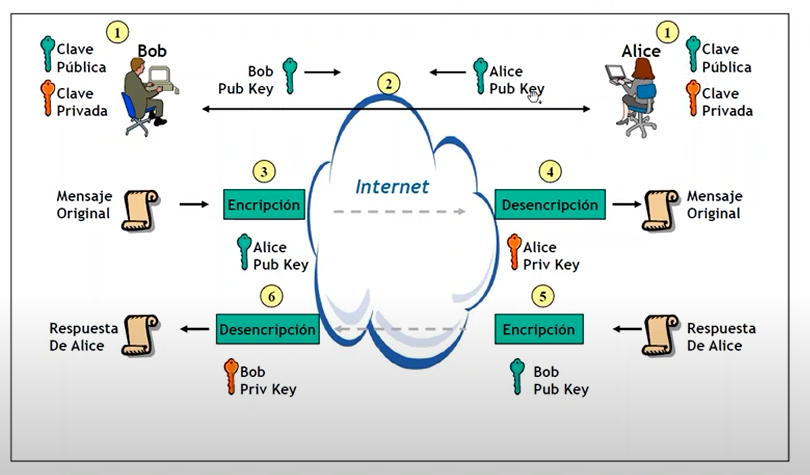 1
Bob
Clave
Pública
Clave
Privada
Bob
Pub Key
2
Alice
Pub Key
1
Alice
Clave
Pública
Clave
Privada
Internet
Mensaje
Original
3
Encripción
Alice
Pub Key
4
Desencripción
Alice
Priv Key
Mensaje
Original
Respuesta
De Alice
6
Desencripción
Bob
Priv Key
5
Encripción
Bob
Pub Key
Respuesta
De Alice